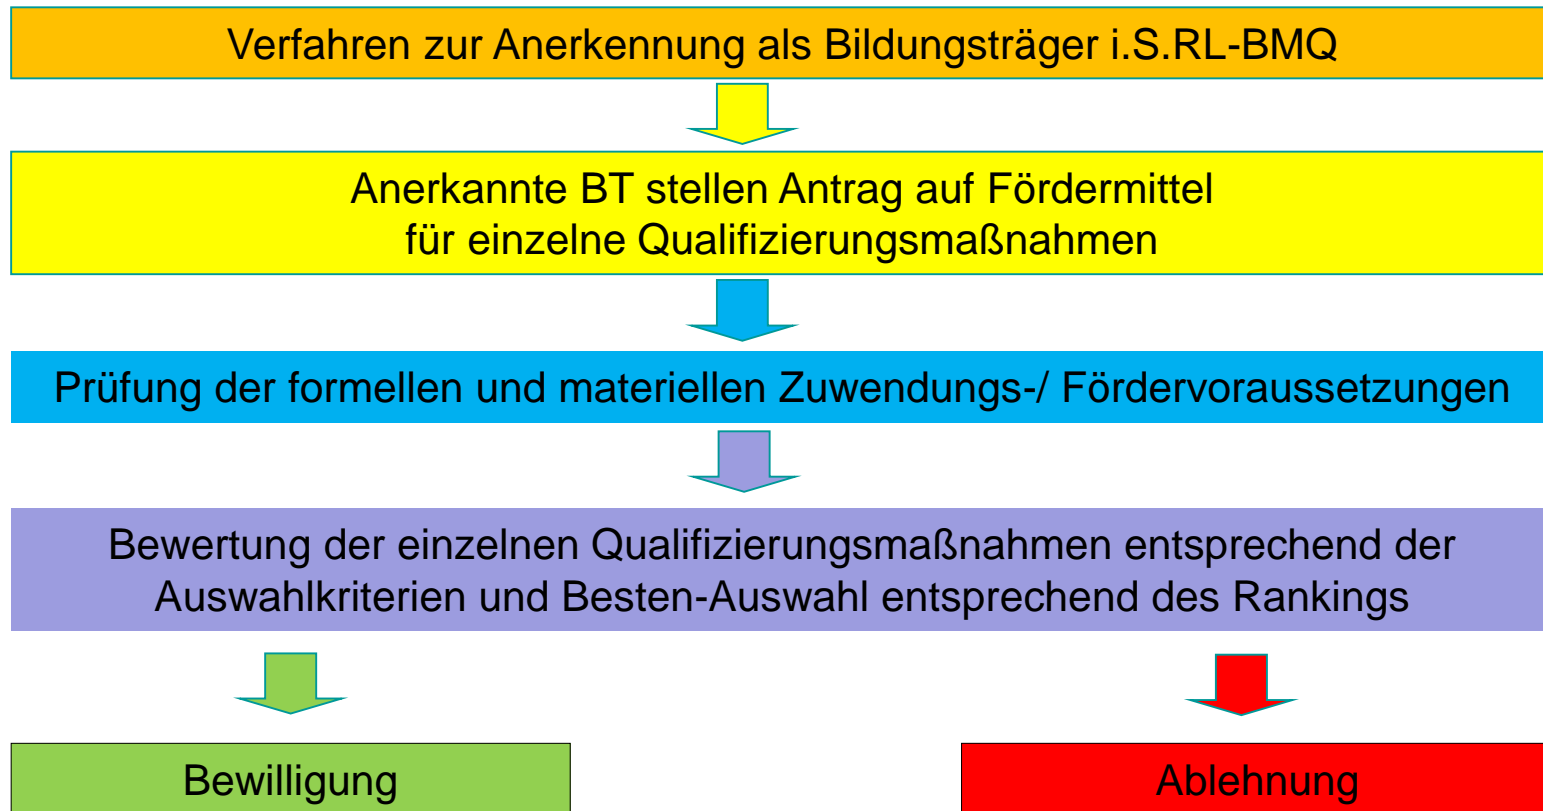 Verfahren zur Anerkennung als Bildungsträger i.S.RL-BMQ
Anerkannte BT stellen Antrag auf Fördermittel
für einzelne Qualifizierungsmaßnahmen
Prüfung der formellen und materiellen Zuwendungs-/ Fördervoraussetzungen
Bewertung der einzelnen Qualifizierungsmaßnahmen entsprechend der
Auswahlkriterien und Besten-Auswahl entsprechend des Rankings
Bewilligung
Ablehnung